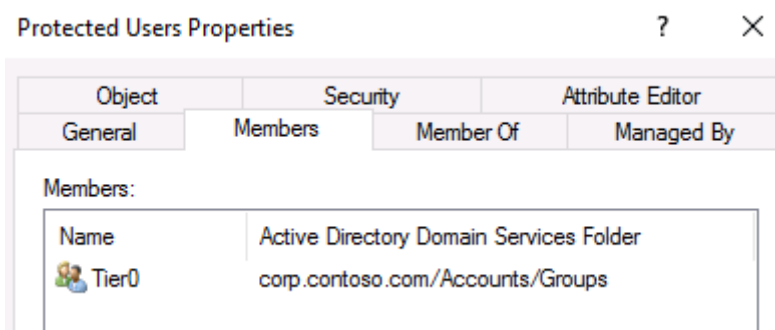 Protected Users Properties ? ×
Object Security Attribute Editor
General Members Member Of Managed By
Members:
Name Active Directory Domain Services Folder
Tier0 corp.contoso.com/Accounts/Groups